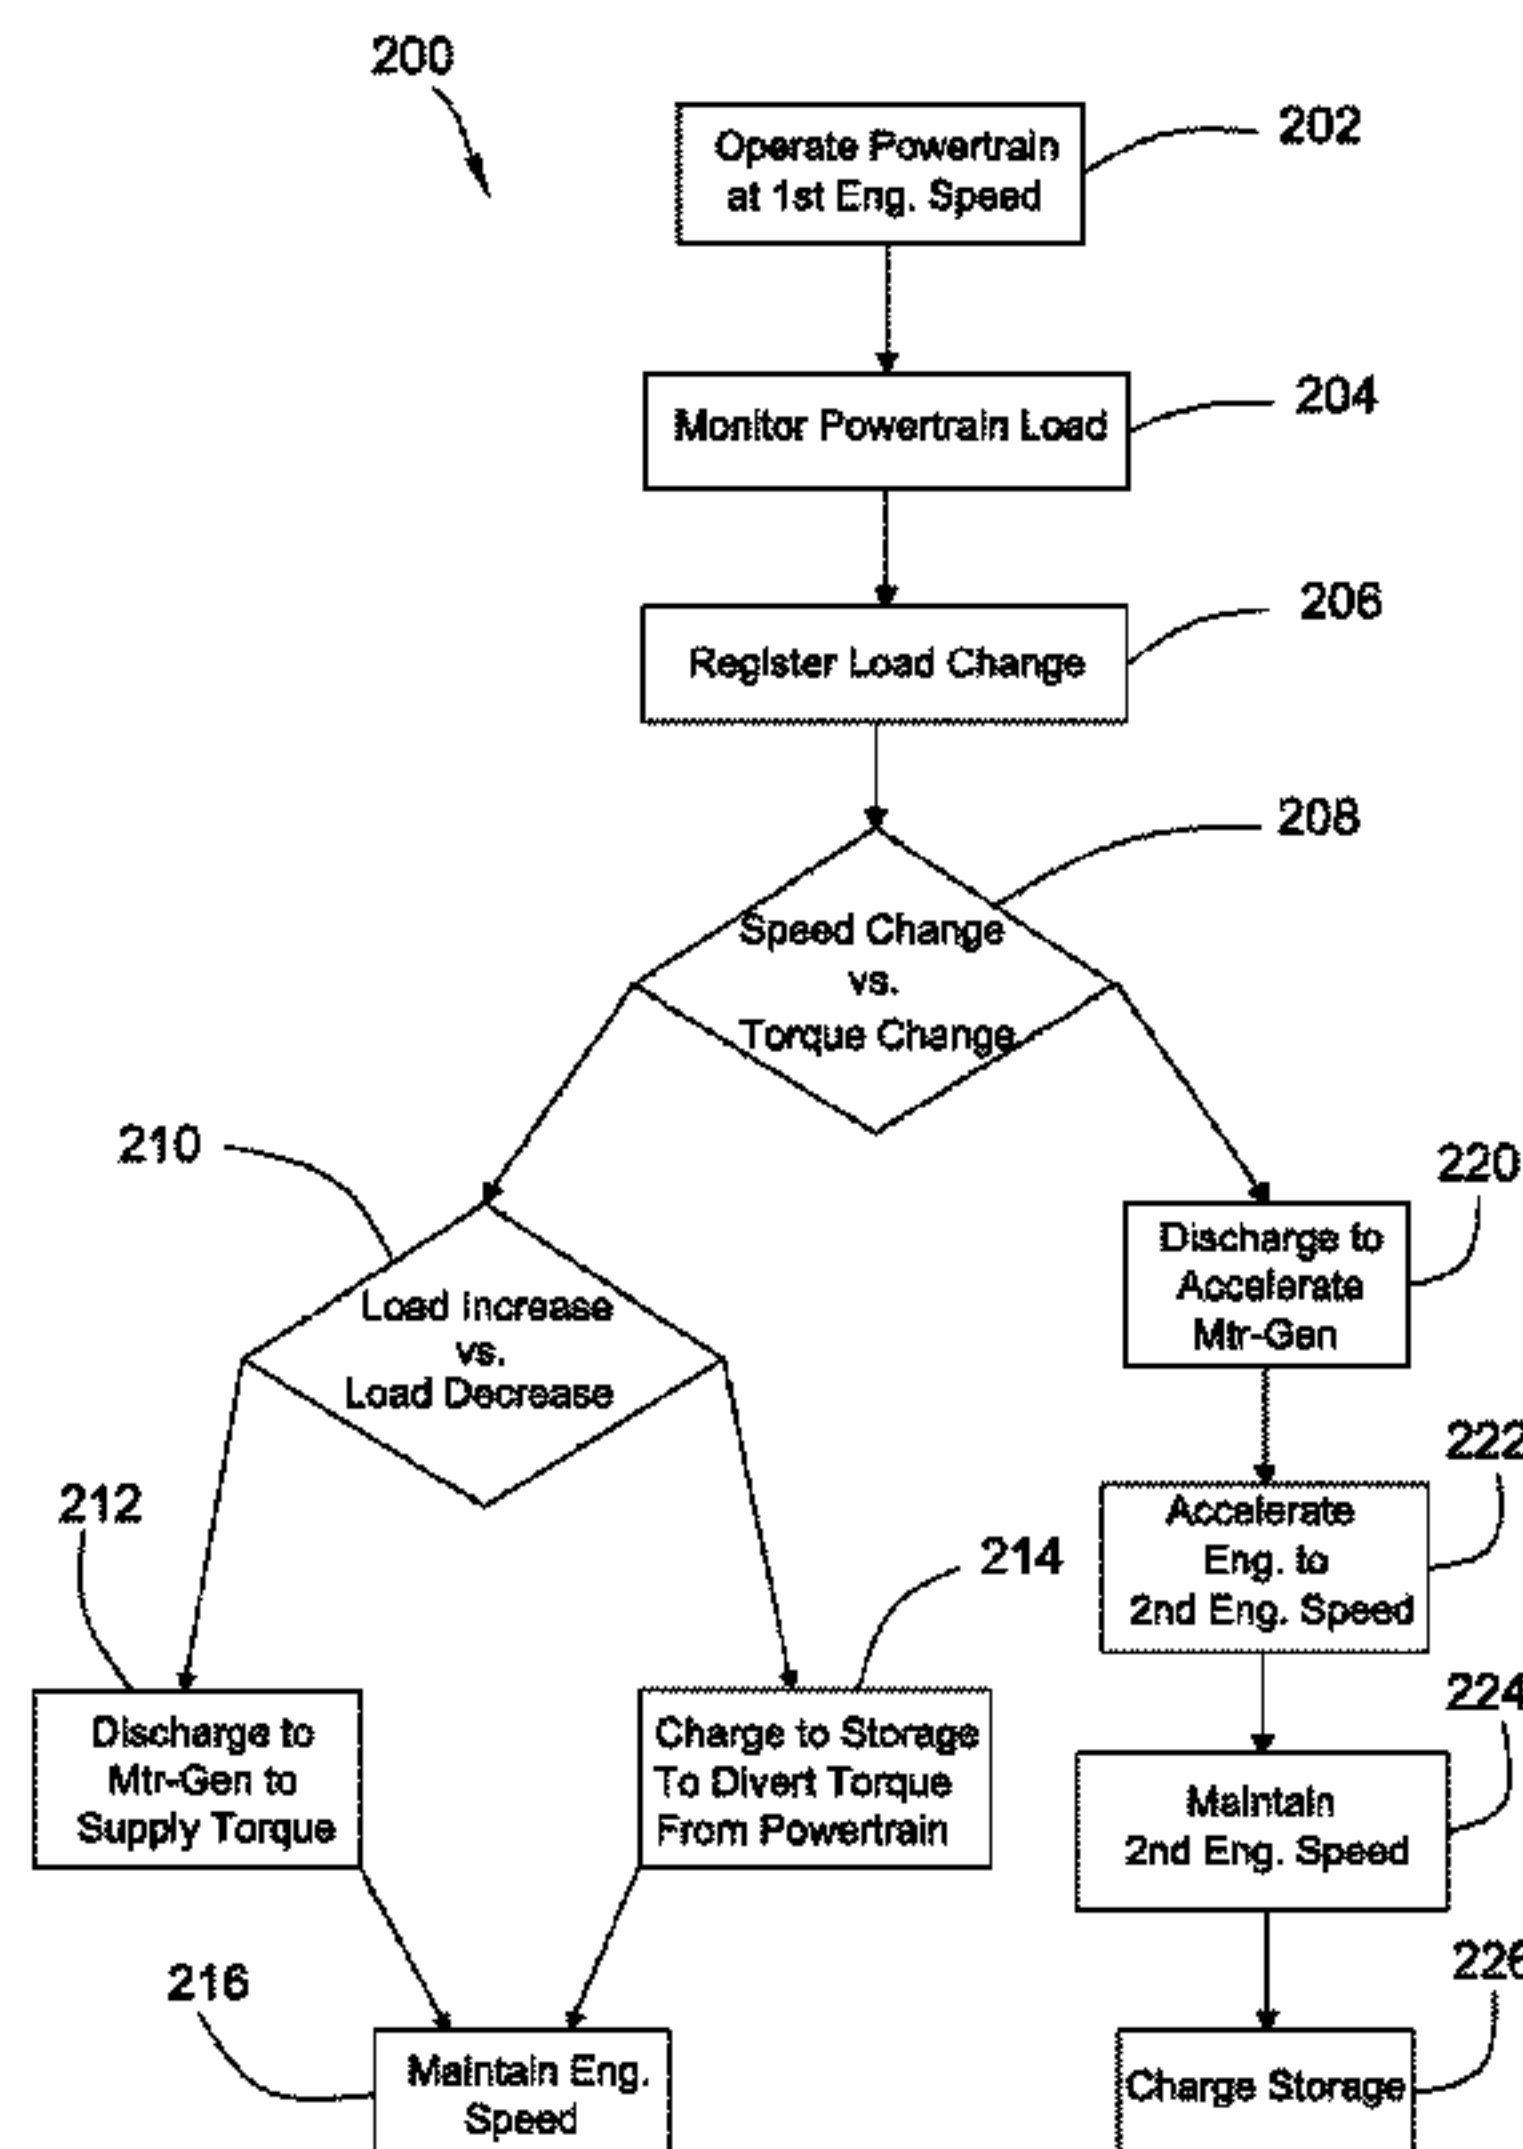 200
Operate Powertrain
at 1st Eng. Speed
202
Monitor Powertrain Load
204
Register Load Change
206
Speed Change
vs.
Torque Change
208
210
Load Increase
vs.
Load Decrease
220
Discharge to
Accelerate
Mtr-Gen
222
Accelerate
Eng. to
2nd Eng. Speed
212
214
Discharge to
Mtr-Gen to
Supply Torque
Charge to Storage
To Divert Torque
From Powertrain
224
Maintain
2nd Eng. Speed
216
Maintain Eng.
Speed
226
Charge Storage